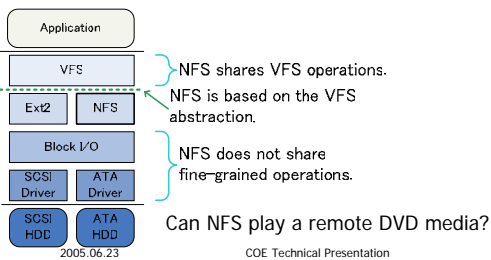 Application
VFS
NFS shares VFS operations.
NFS is based on the VFS
abstraction.
Ext2
NFS
Block I/O
NFS does not share
fine-grained operations.
SCSI
Driver
ATA
Driver
SCSI
HDD
ATA
HDD
Can NFS play a remote DVD media?
2005.06.23
COE Technical Presentation